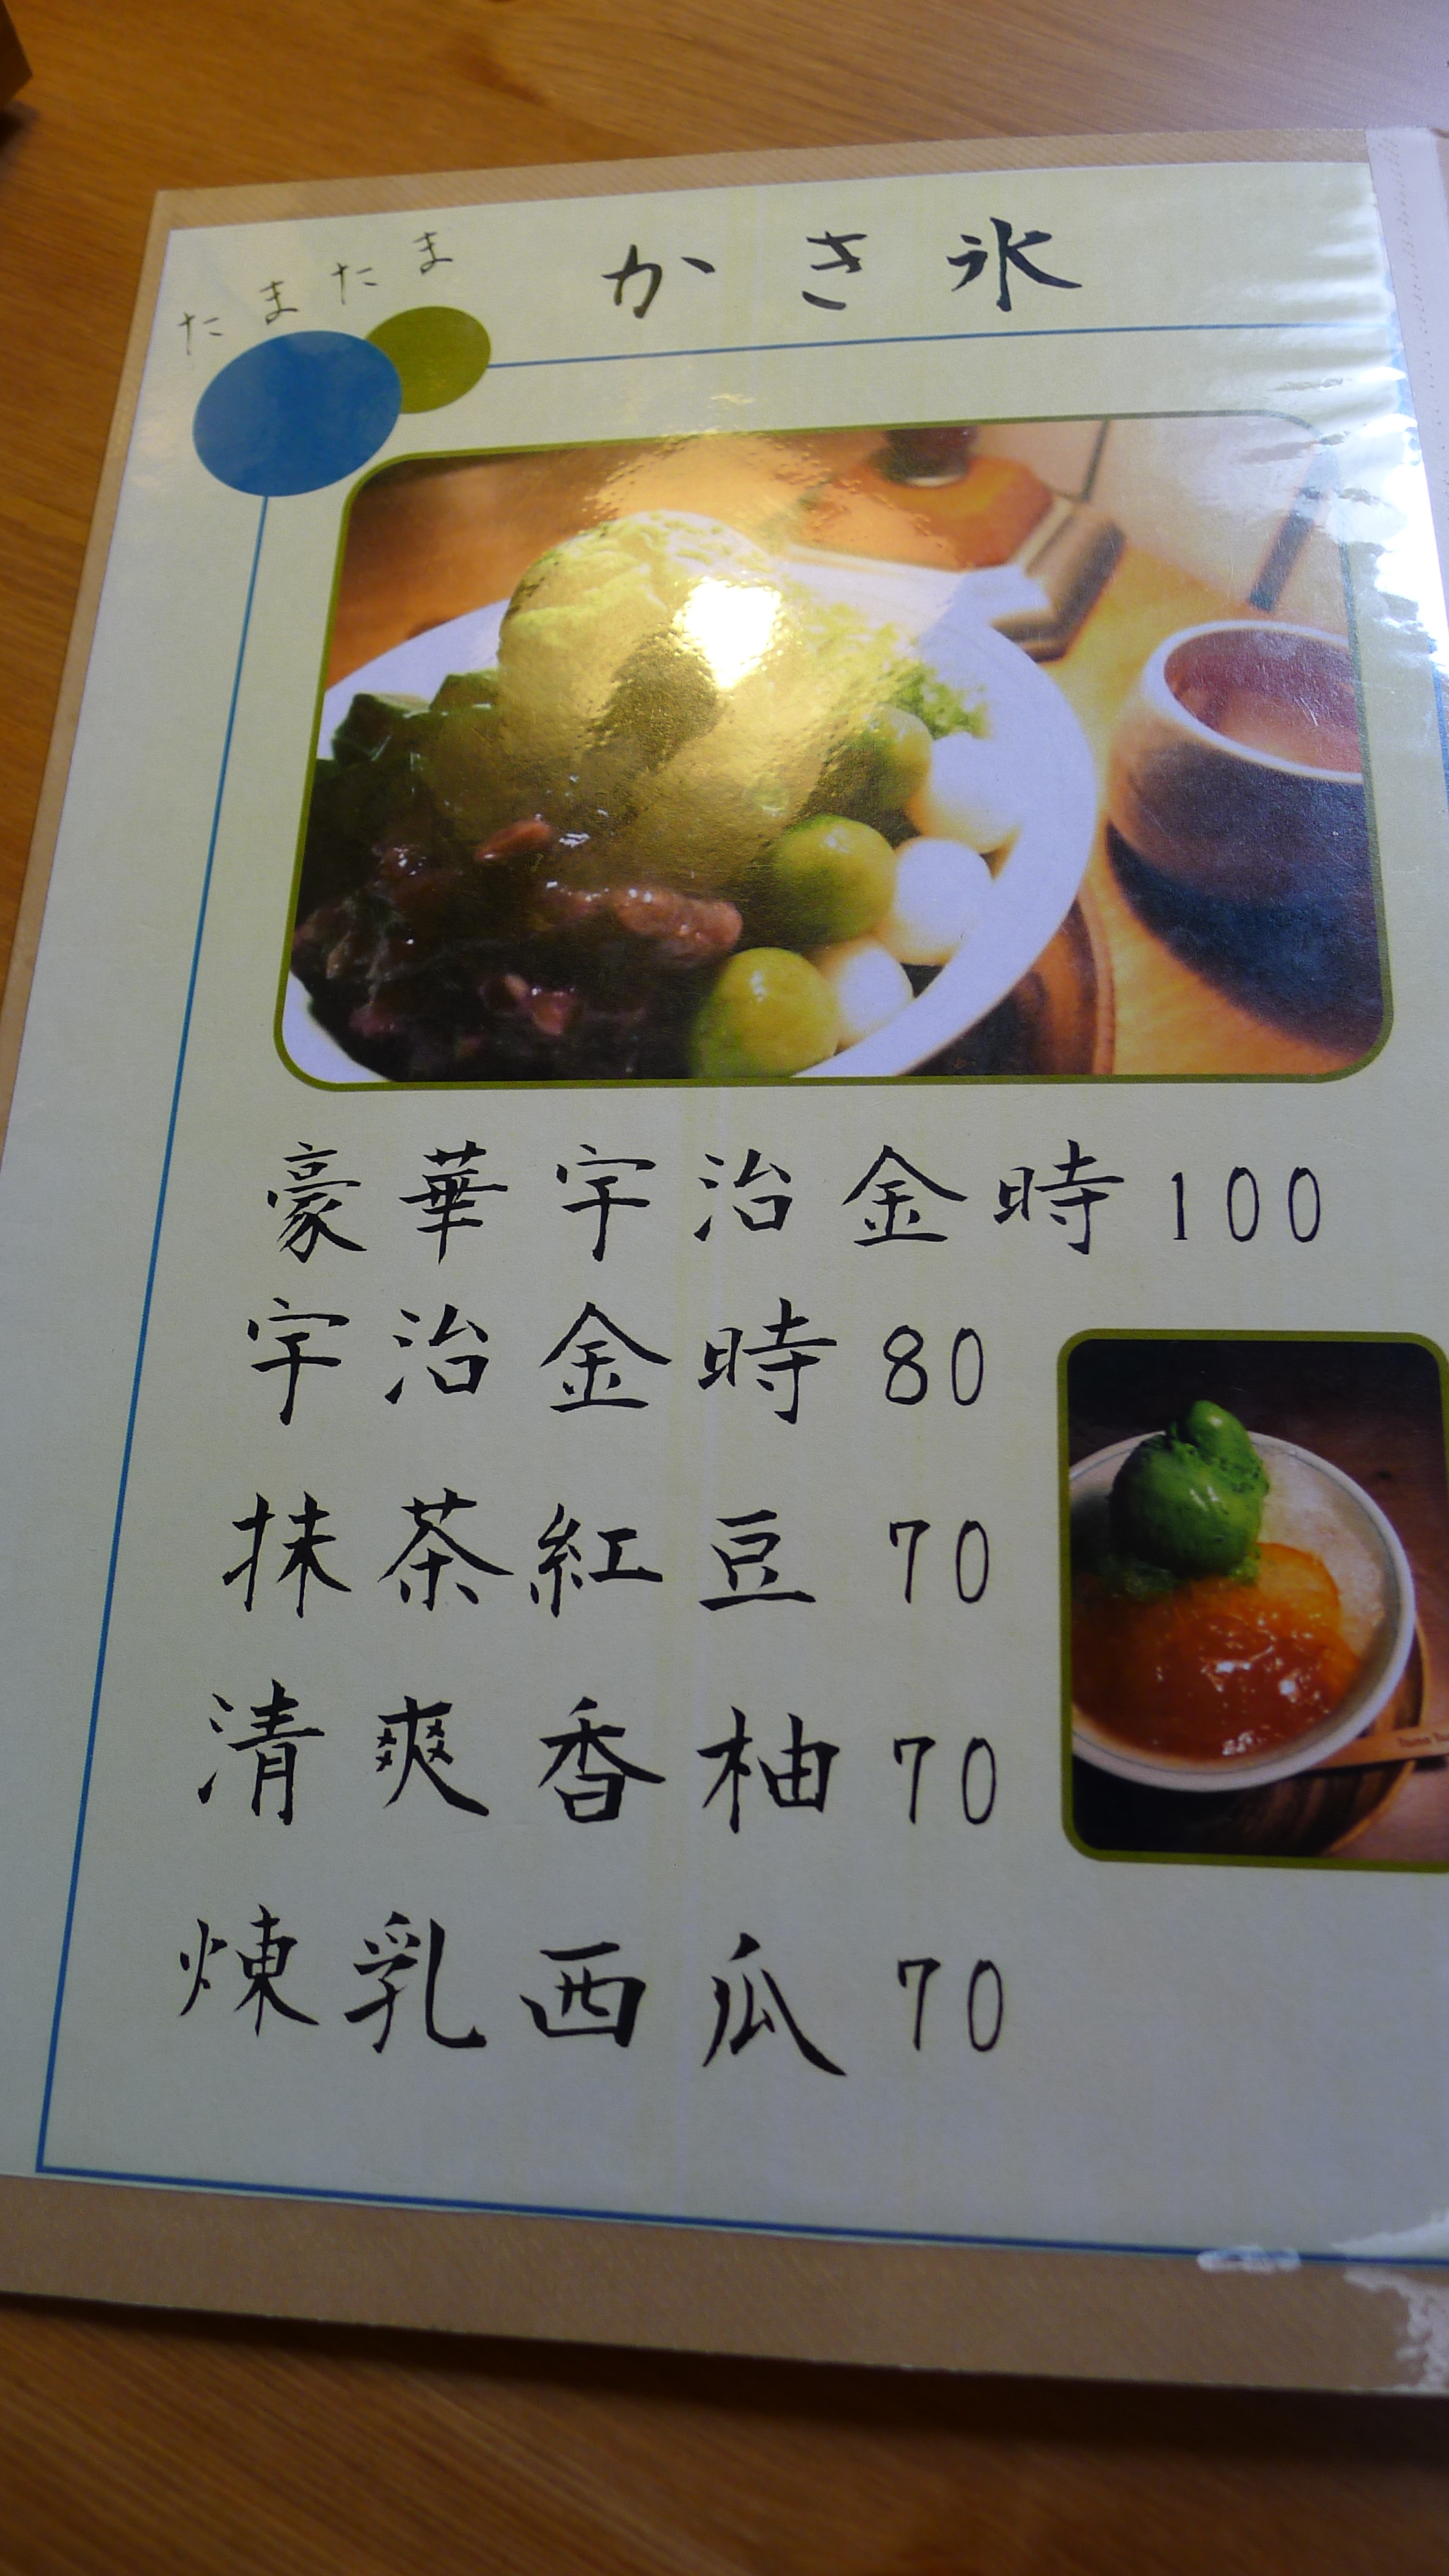 たまたま
かき氷
豪華宇治金時 100
宇治金時 80
抹茶紅豆 70
清爽香柚 70
煉乳西瓜 70